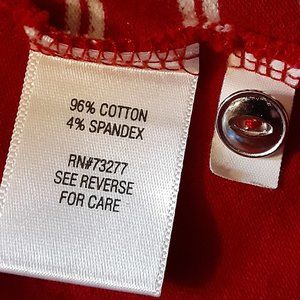 96% COTTON
4% SPANDEX
RN#73277
SEE REVERSE
FOR CARE